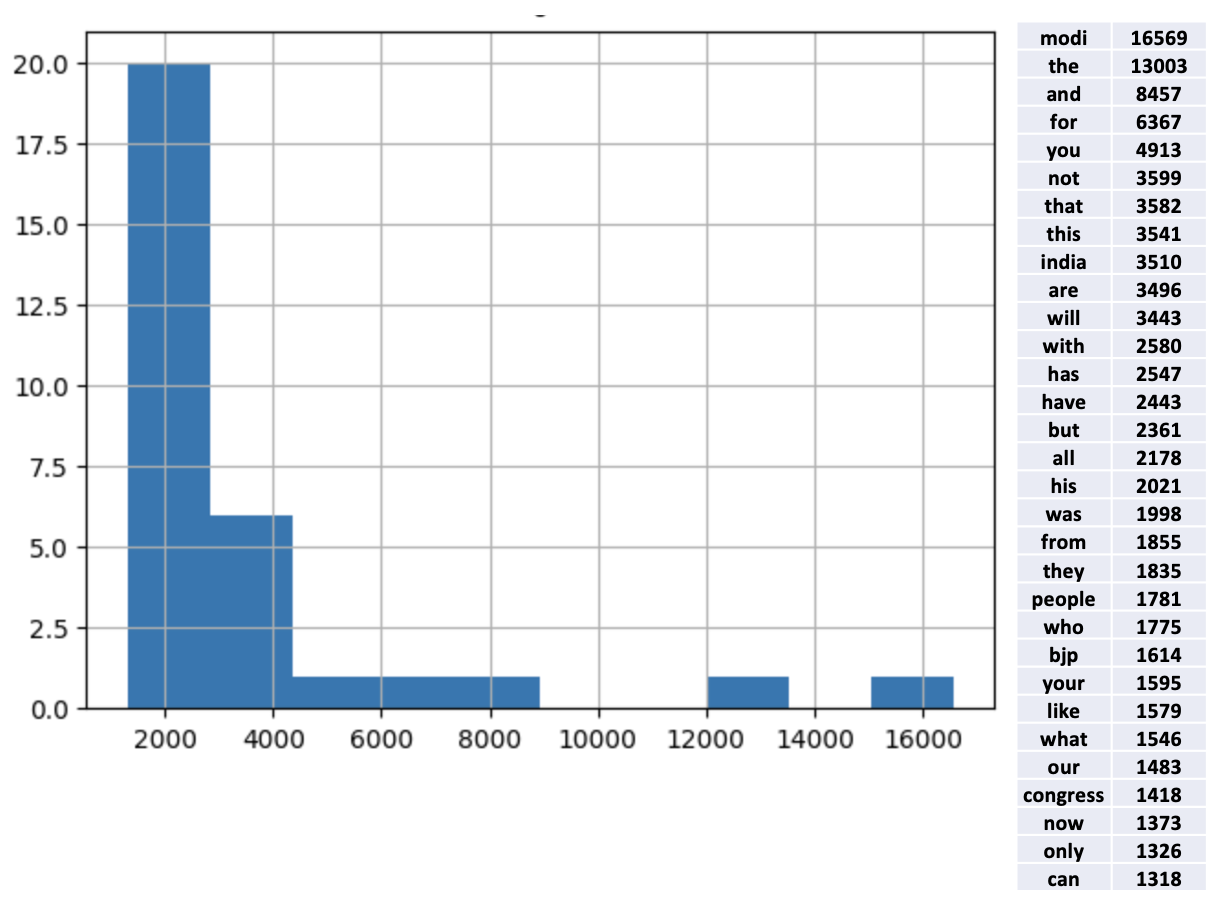 20.0
17.5
15.0
12.5
10.0
7.5
5.0
2.5
0.0
2000 4000 6000 8000 10000 12000 14000 16000
modi 16569
the 13003
and 8457
for 6367
you 4913
not 3599
that 3582
this 3541
india 3510
are 3496
will 3443
with 2580
has 2547
have 2443
but 2361
all 2178
his 2021
was 1998
from 1855
they 1835
people 1781
who 1775
bjp 1614
your 1595
like 1579
what 1546
our 1483
congress 1418
now 1373
only 1326
can 1318